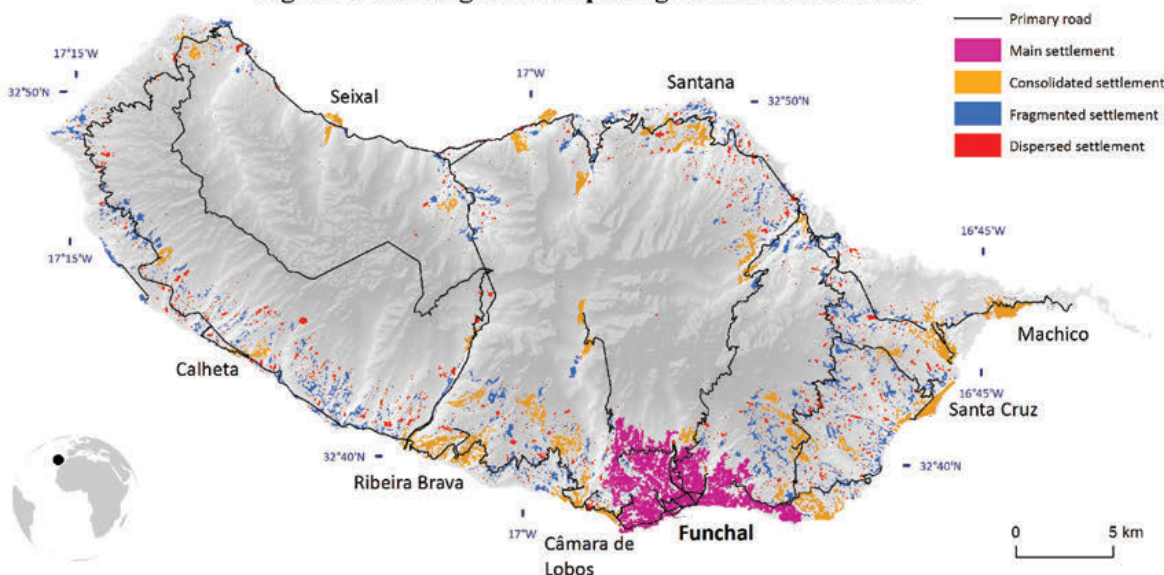 Primary road
Main settlement
Consolidated settlement
Fragmented settlement
Dispersed settlement
17°15'W
32°50'N
Seixal
17°W
Santana
32°50'N
17°15'W
16°45'W
Machico
Calheta
16°45'W
Santa Cruz
32°40'N
32°40'N
Ribeira Brava
17°W
Funchal
Câmara de
Lobos
0
5 km